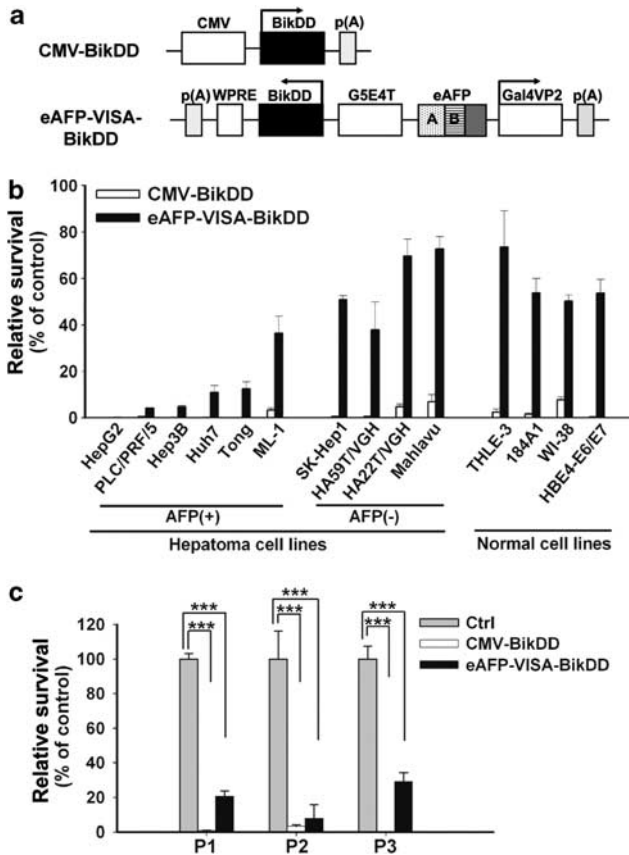 a
CMV BikDD p(A)
CMV-BikDD
p(A) WPRE BikDD G5E4T eAFP Gal4VP2 p(A)
eAFP-VISA-
BikDD
A B
b
100
80
60
40
20
0
Relative survival
(% of control)
CMV-BikDD
eAFP-VISA-BikDD
HepG2
PLC/PRF/5
Hep3B
Huh7
Tong
ML-1
SK-Hep1
HA59T/VGH
HA22T/VGH
Mahlavu
THLE-3
184A1
WI-38
HBE4-E6/E7
AFP(+) AFP(-)
Hepatoma cell lines Normal cell lines
c
120
100
80
60
40
20
0
Relative survival
(% of control)
*** *** ***
*** *** ***
Ctrl
CMV-BikDD
eAFP-VISA-BikDD
P1 P2 P3